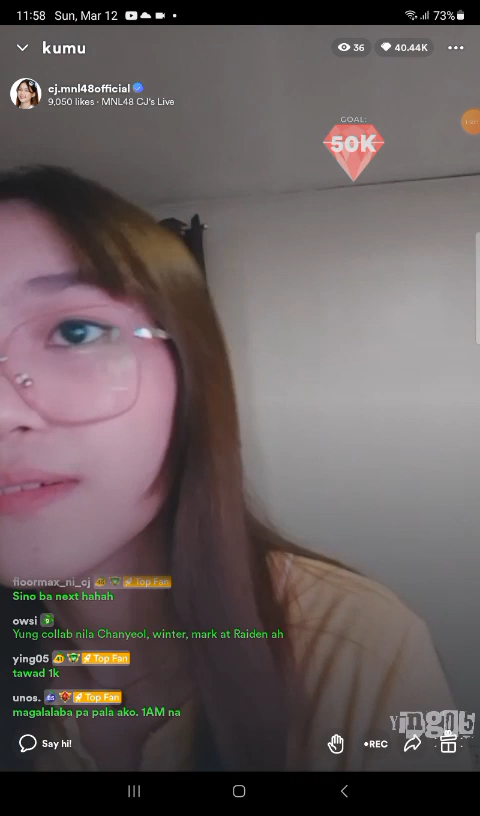 11:58 Sun, Mar 12
73%
kumu
36
40.44K
cj.mnl48official
9,050 likes · MNL48 CJ's Live
GOAL:
50K
floormax_ni_cj Top Fan
Sino ba next hahah
owsi 9
Yung collab nila Chanyeol, winter, mark at Raiden ah
ying05 41 Top Fan
tawad 1k
unos. Top Fan
magalalaba pa pala ako. 1AM na
Ying05
Say hi!
•REC